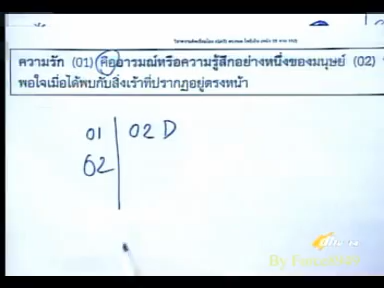 ความรัก (01) คืออารมณ์หรือความรู้สึกอย่างหนึ่งของมนุษย์ (02)
พอใจเมื่อได้พบกับสิ่งเร้าที่ปรากฏอยู่ตรงหน้า
01 02 D
02